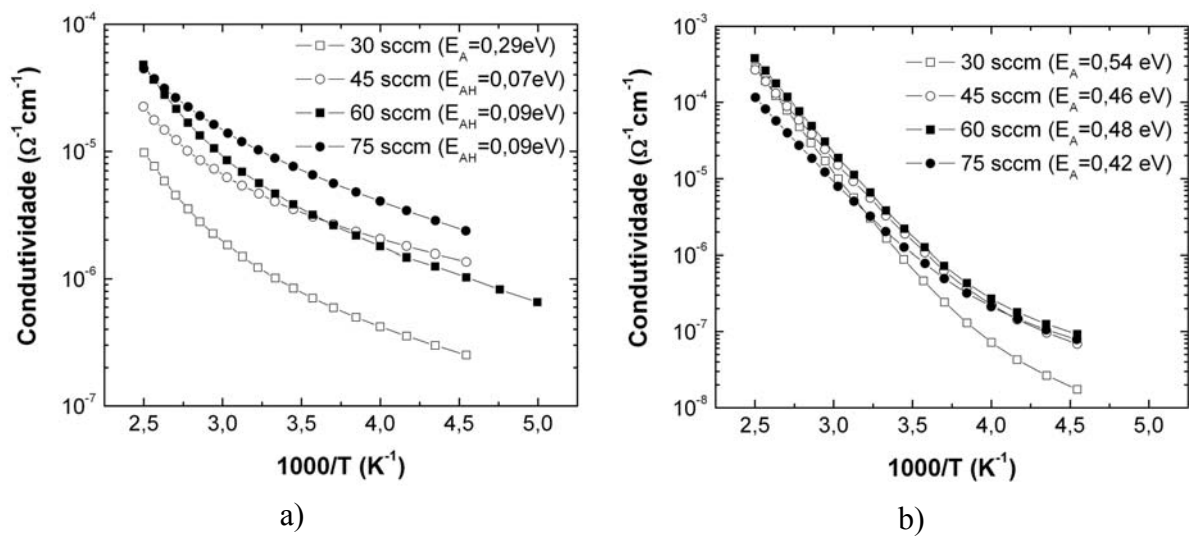 10⁻⁴
10⁻⁵
10⁻⁶
10⁻⁷
Condutividade (Ω⁻¹cm⁻¹)
30 sccm (E_A=0,29eV)
45 sccm (E_AH=0,07eV)
60 sccm (E_AH=0,09eV)
75 sccm (E_AH=0,09eV)
2,5 3,0 3,5 4,0 4,5 5,0
1000/T (K⁻¹)
a)
10⁻³
10⁻⁴
10⁻⁵
10⁻⁶
10⁻⁷
10⁻⁸
Condutividade (Ω⁻¹cm⁻¹)
30 sccm (E_A=0,54 eV)
45 sccm (E_A=0,46 eV)
60 sccm (E_A=0,48 eV)
75 sccm (E_A=0,42 eV)
2,5 3,0 3,5 4,0 4,5 5,0
1000/T (K⁻¹)
b)